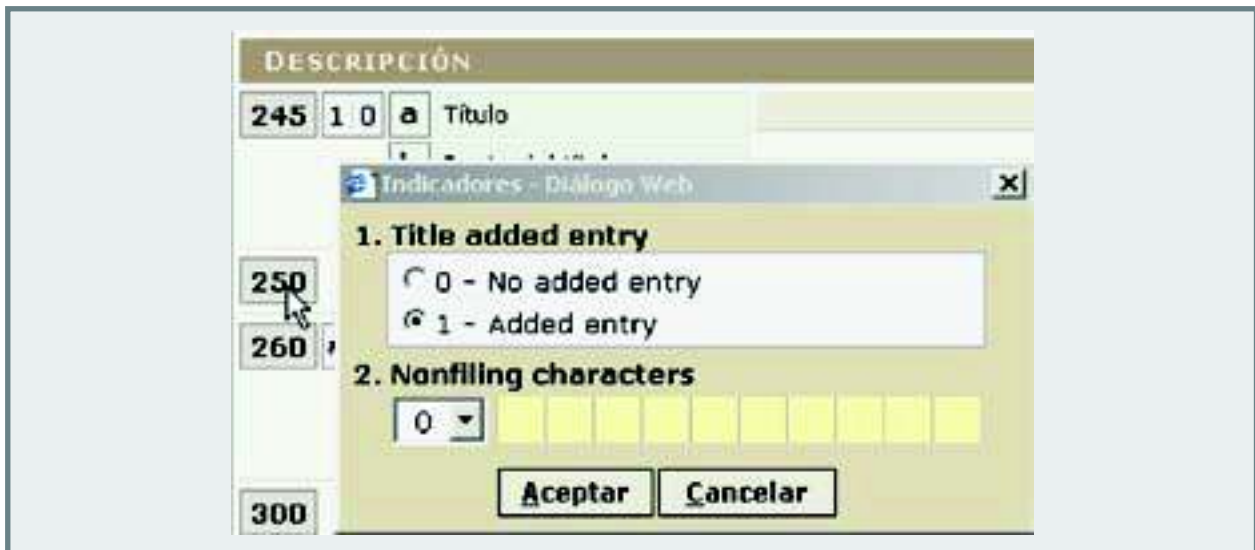 DESCRIPCIÓN
245 1 0 a Título
Indicadores - Diálogo Web
1. Title added entry
0 - No added entry
250
1 - Added entry
260
2. Nonfiling characters
0
Aceptar Cancelar
300